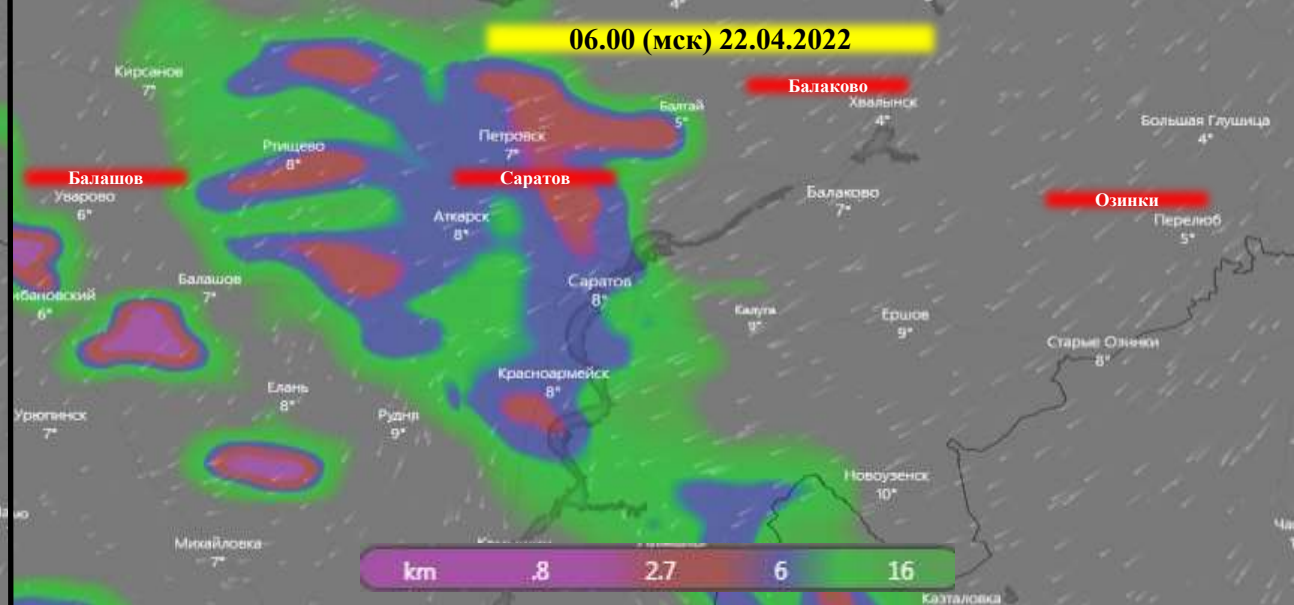 4°
06.00 (мск) 22.04.2022
Кирсанов
7°
Балаково
Хвалынск
4°
Балтай
5°
Большая Глушица
4°
Петровск
7°
Ртищево
8°
Балашов
Саратов
Уварово
6°
Балаково
7°
Озинки
Аткарск
8°
Перелюб
5°
Балашов
7°
Саратов
8°
ибановский
6°
Калуга
9°
Ершов
9°
Старые Озинки
8°
Красноармейск
8°
Елань
8°
Урюпинск
7°
Рудня
9°
Новоузенск
10°
Михайловка
7°
km .8 2.7 6 16
Казталовка